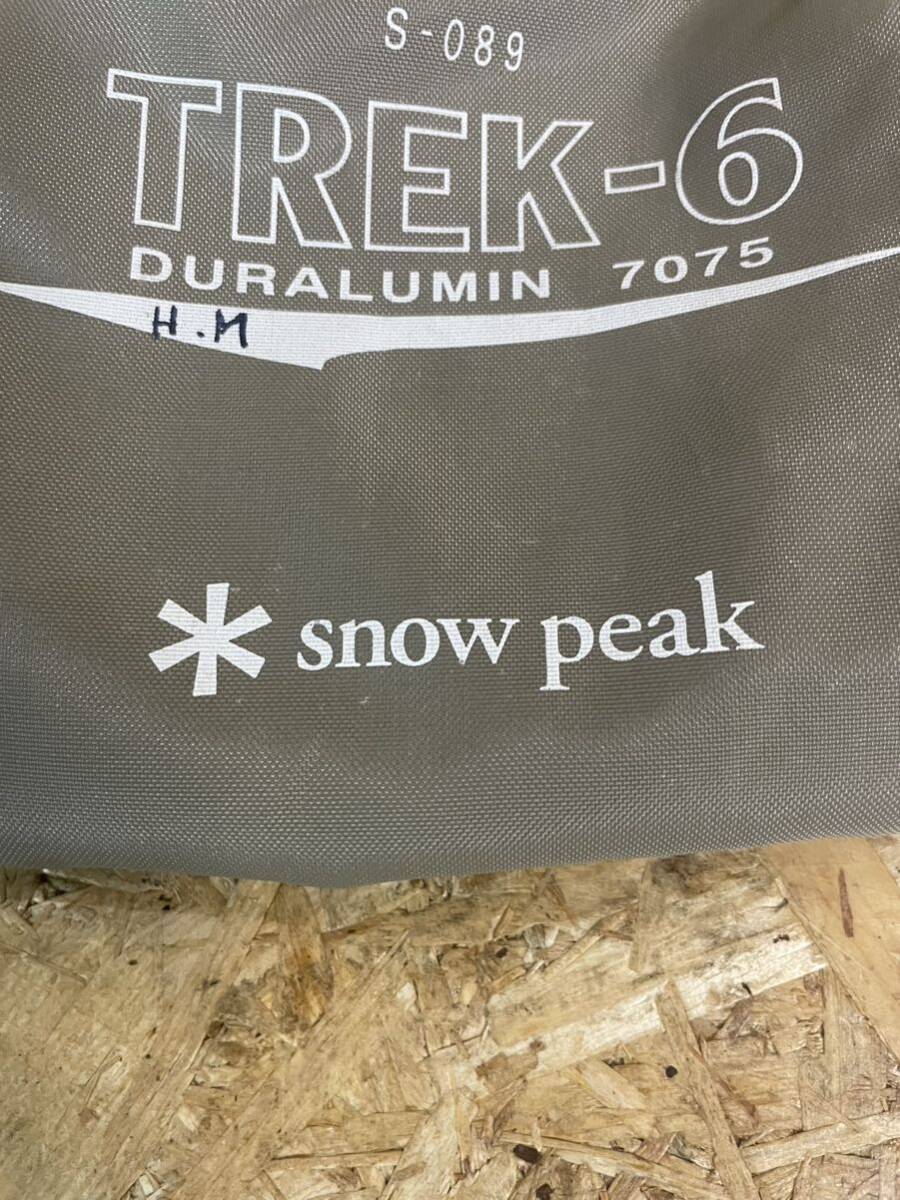 S-089
TREK-6
DURALUMIN 7075
H.M
snow peak